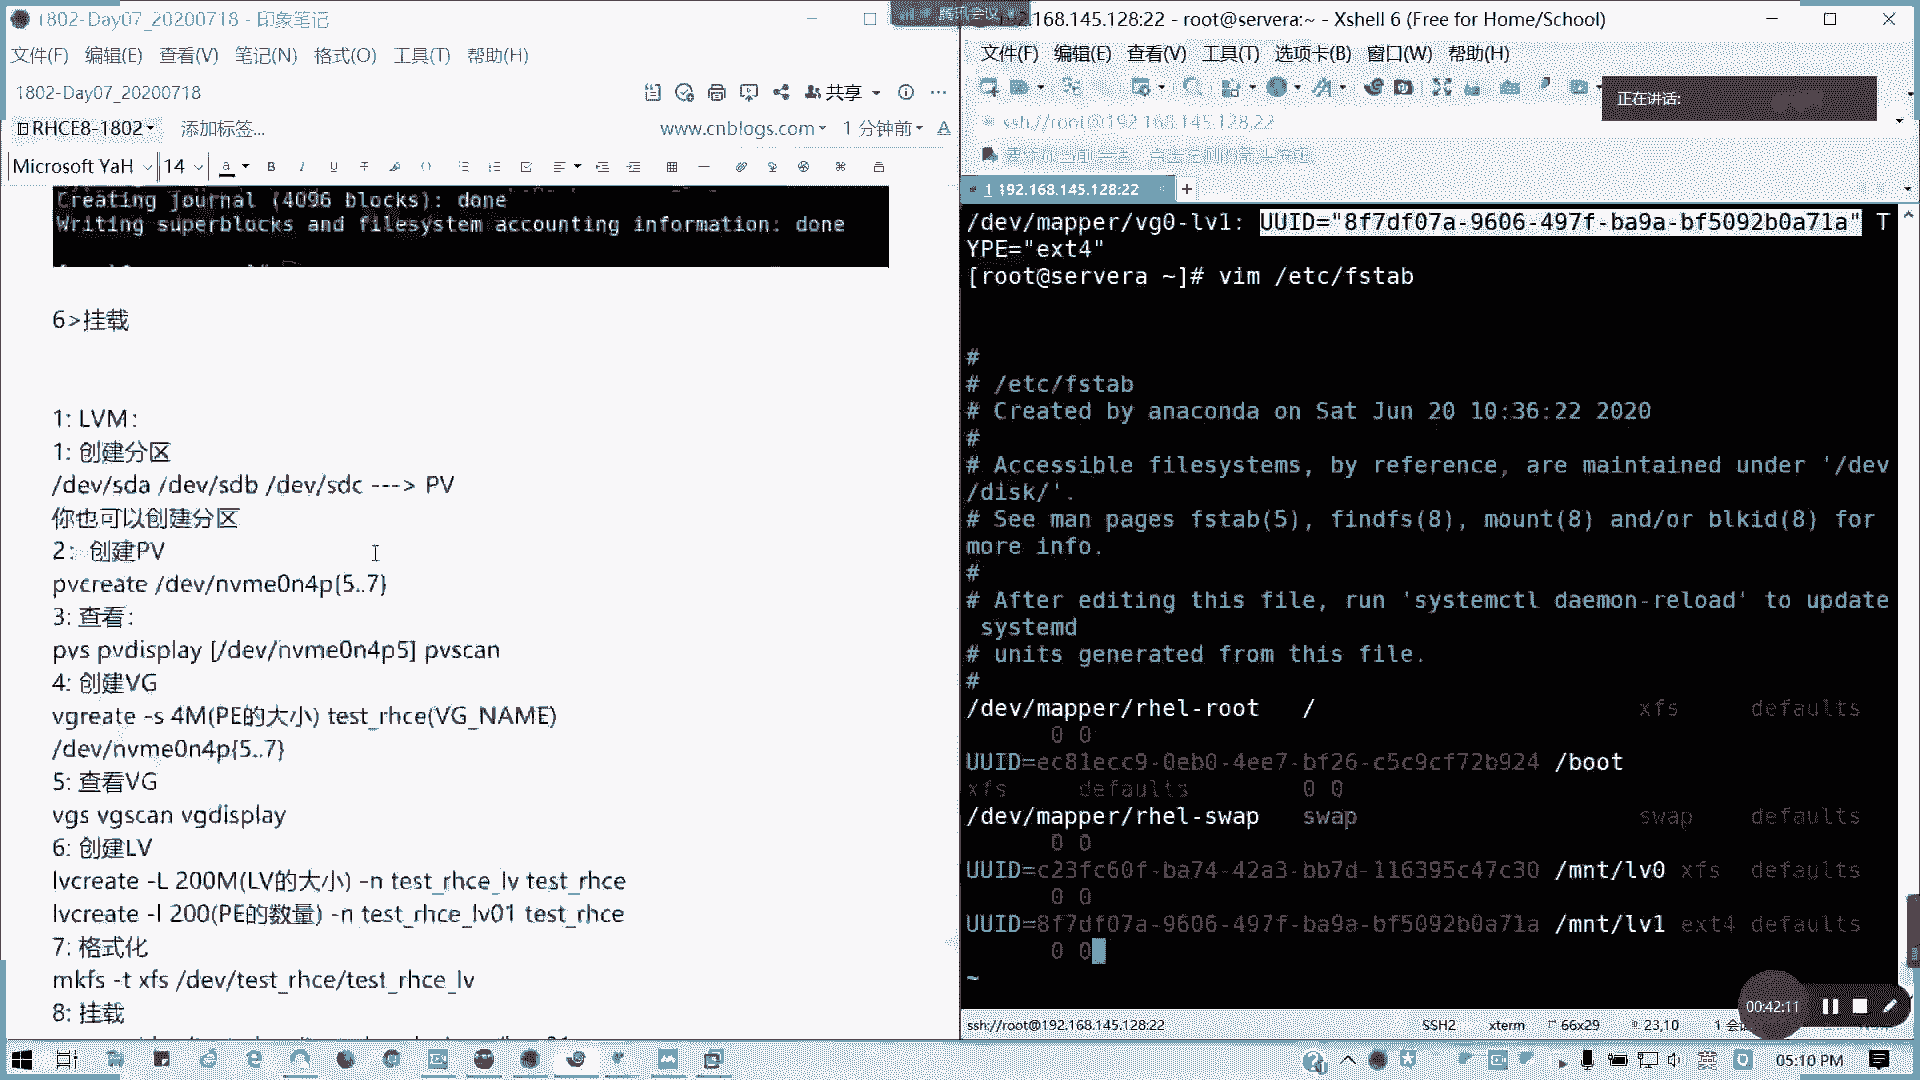 1802-Day07_20200718 - 印象笔记
文件(F) 编辑(E) 查看(V) 笔记(N) 格式(O) 工具(T) 帮助(H)
1802-Day07_20200718
共享
RHCE8-1802 添加标签...
www.cnblogs.com 1 分钟前
Microsoft YaH 14
Creating journal (4096 blocks): done
Writing superblocks and filesystem accounting information: done
6>挂载
1: LVM:
1: 创建分区
/dev/sda /dev/sdb /dev/sdc ---> PV
你也可以创建分区
2: 创建PV
pvcreate /dev/nvme0n4p{5..7}
3: 查看:
pvs pvdisplay [/dev/nvme0n4p5] pvscan
4: 创建VG
vgreate -s 4M(PE的大小) test_rhce(VG_NAME)
/dev/nvme0n4p{5..7}
5: 查看VG
vgs vgscan vgdisplay
6: 创建LV
lvcreate -L 200M(LV的大小) -n test_rhce_lv test_rhce
lvcreate -l 200(PE的数量) -n test_rhce_lv01 test_rhce
7: 格式化
mkfs -t xfs /dev/test_rhce/test_rhce_lv
8: 挂载
腾讯会议
2.168.145.128:22 - root@servera:~ - Xshell 6 (Free for Home/School)
文件(F) 编辑(E) 查看(V) 工具(T) 选项卡(B) 窗口(W) 帮助(H)
正在讲话:
ssh://root@192.168.145.128:22
1 192.168.145.128:22
/dev/mapper/vg0-lv1: UUID="8f7df07a-9606-497f-ba9a-bf5092b0a71a" T
YPE="ext4"
[root@servera ~]# vim /etc/fstab
#
# /etc/fstab
# Created by anaconda on Sat Jun 20 10:36:22 2020
#
# Accessible filesystems, by reference, are maintained under '/dev
/disk/'.
# See man pages fstab(5), findfs(8), mount(8) and/or blkid(8) for
more info.
#
# After editing this file, run 'systemctl daemon-reload' to update
systemd
# units generated from this file.
#
/dev/mapper/rhel-root / xfs defaults
0 0
UUID=ec81ecc9-0eb0-4ee7-bf26-c5c9cf72b924 /boot
xfs defaults 0 0
/dev/mapper/rhel-swap swap swap defaults
0 0
UUID=c23fc60f-ba74-42a3-bb7d-116395c47c30 /mnt/lv0 xfs defaults
0 0
UUID=8f7df07a-9606-497f-ba9a-bf5092b0a71a /mnt/lv1 ext4 defaults
0 0
~
00:42:11
ssh://root@192.168.145.128:22 SSH2 xterm 66x29 23,10
英 05:10 PM